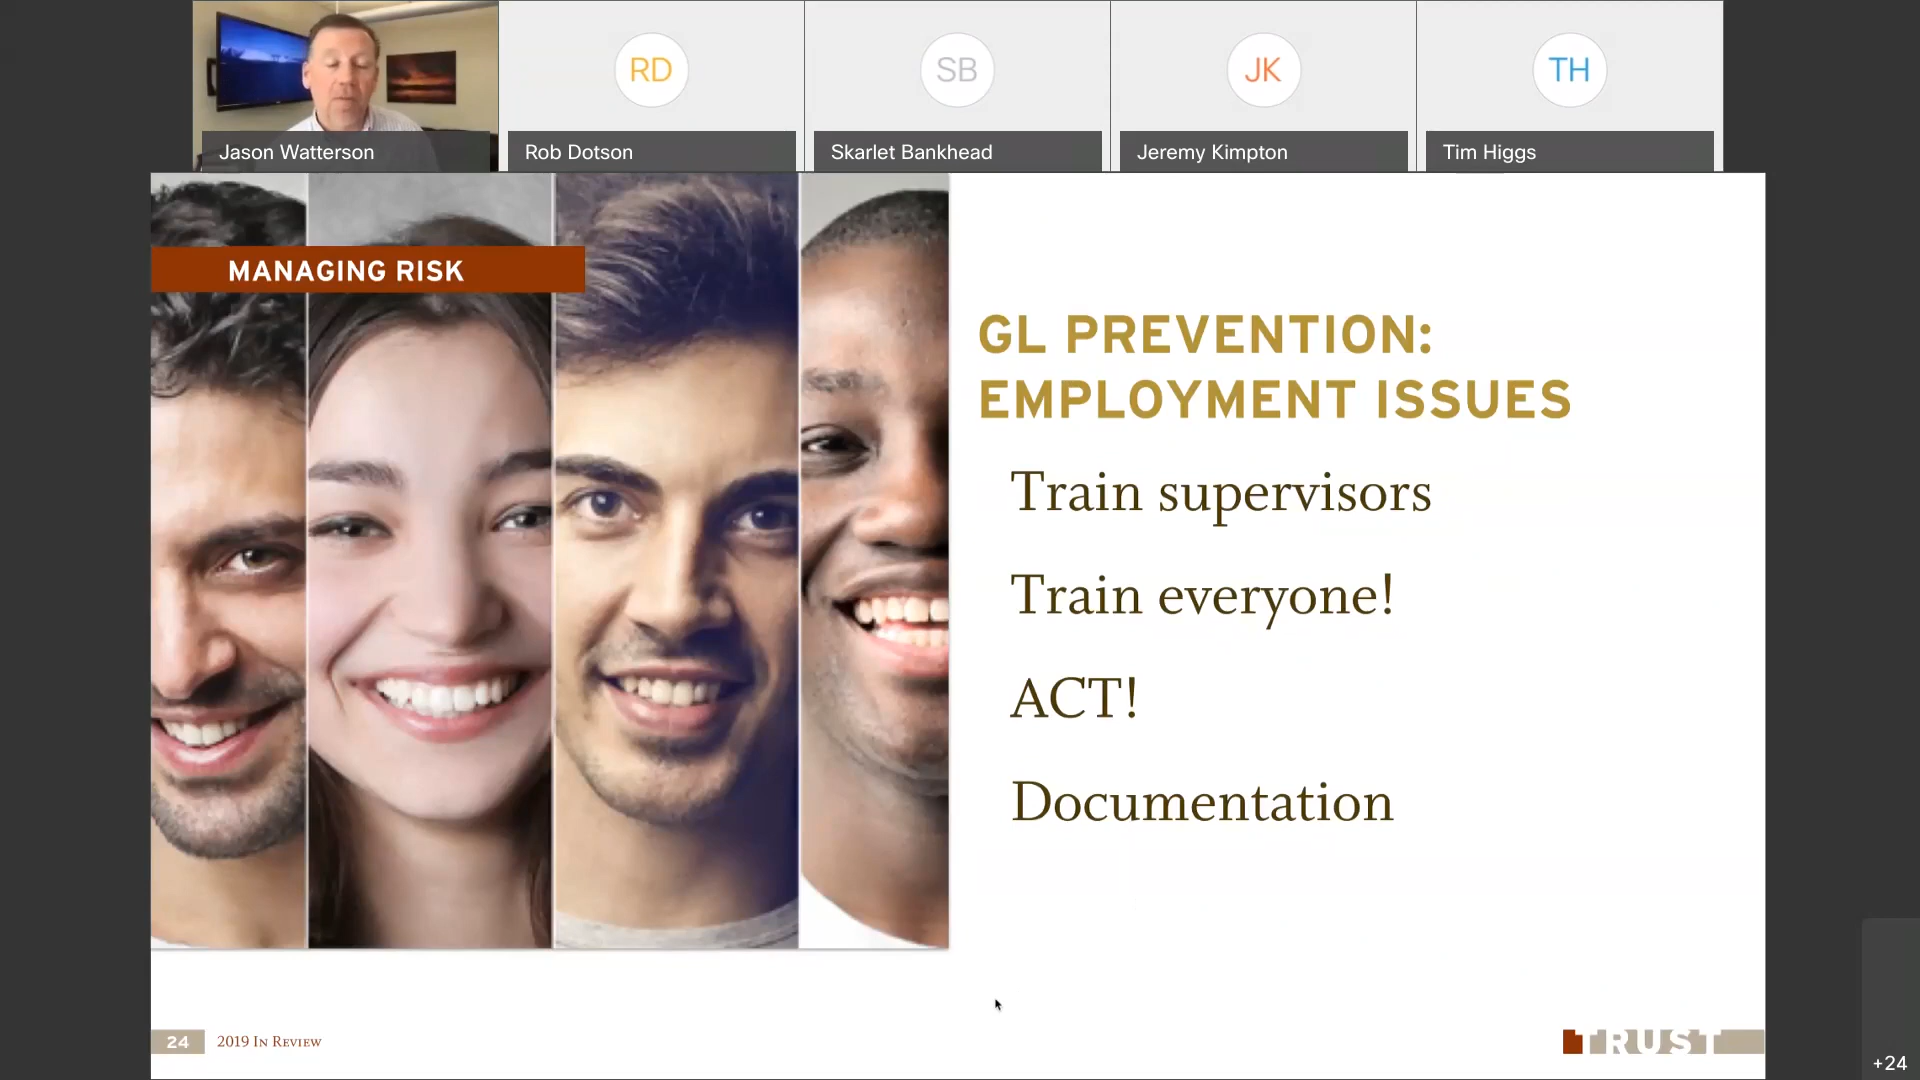 RD
SB
JK
TH
Jason Watterson
Rob Dotson
Skarlet Bankhead
Jeremy Kimpton
Tim Higgs
MANAGING RISK
GL PREVENTION:
EMPLOYMENT ISSUES
Train supervisors
Train everyone!
ACT!
Documentation
24
2019 In Review
TRUST
+24